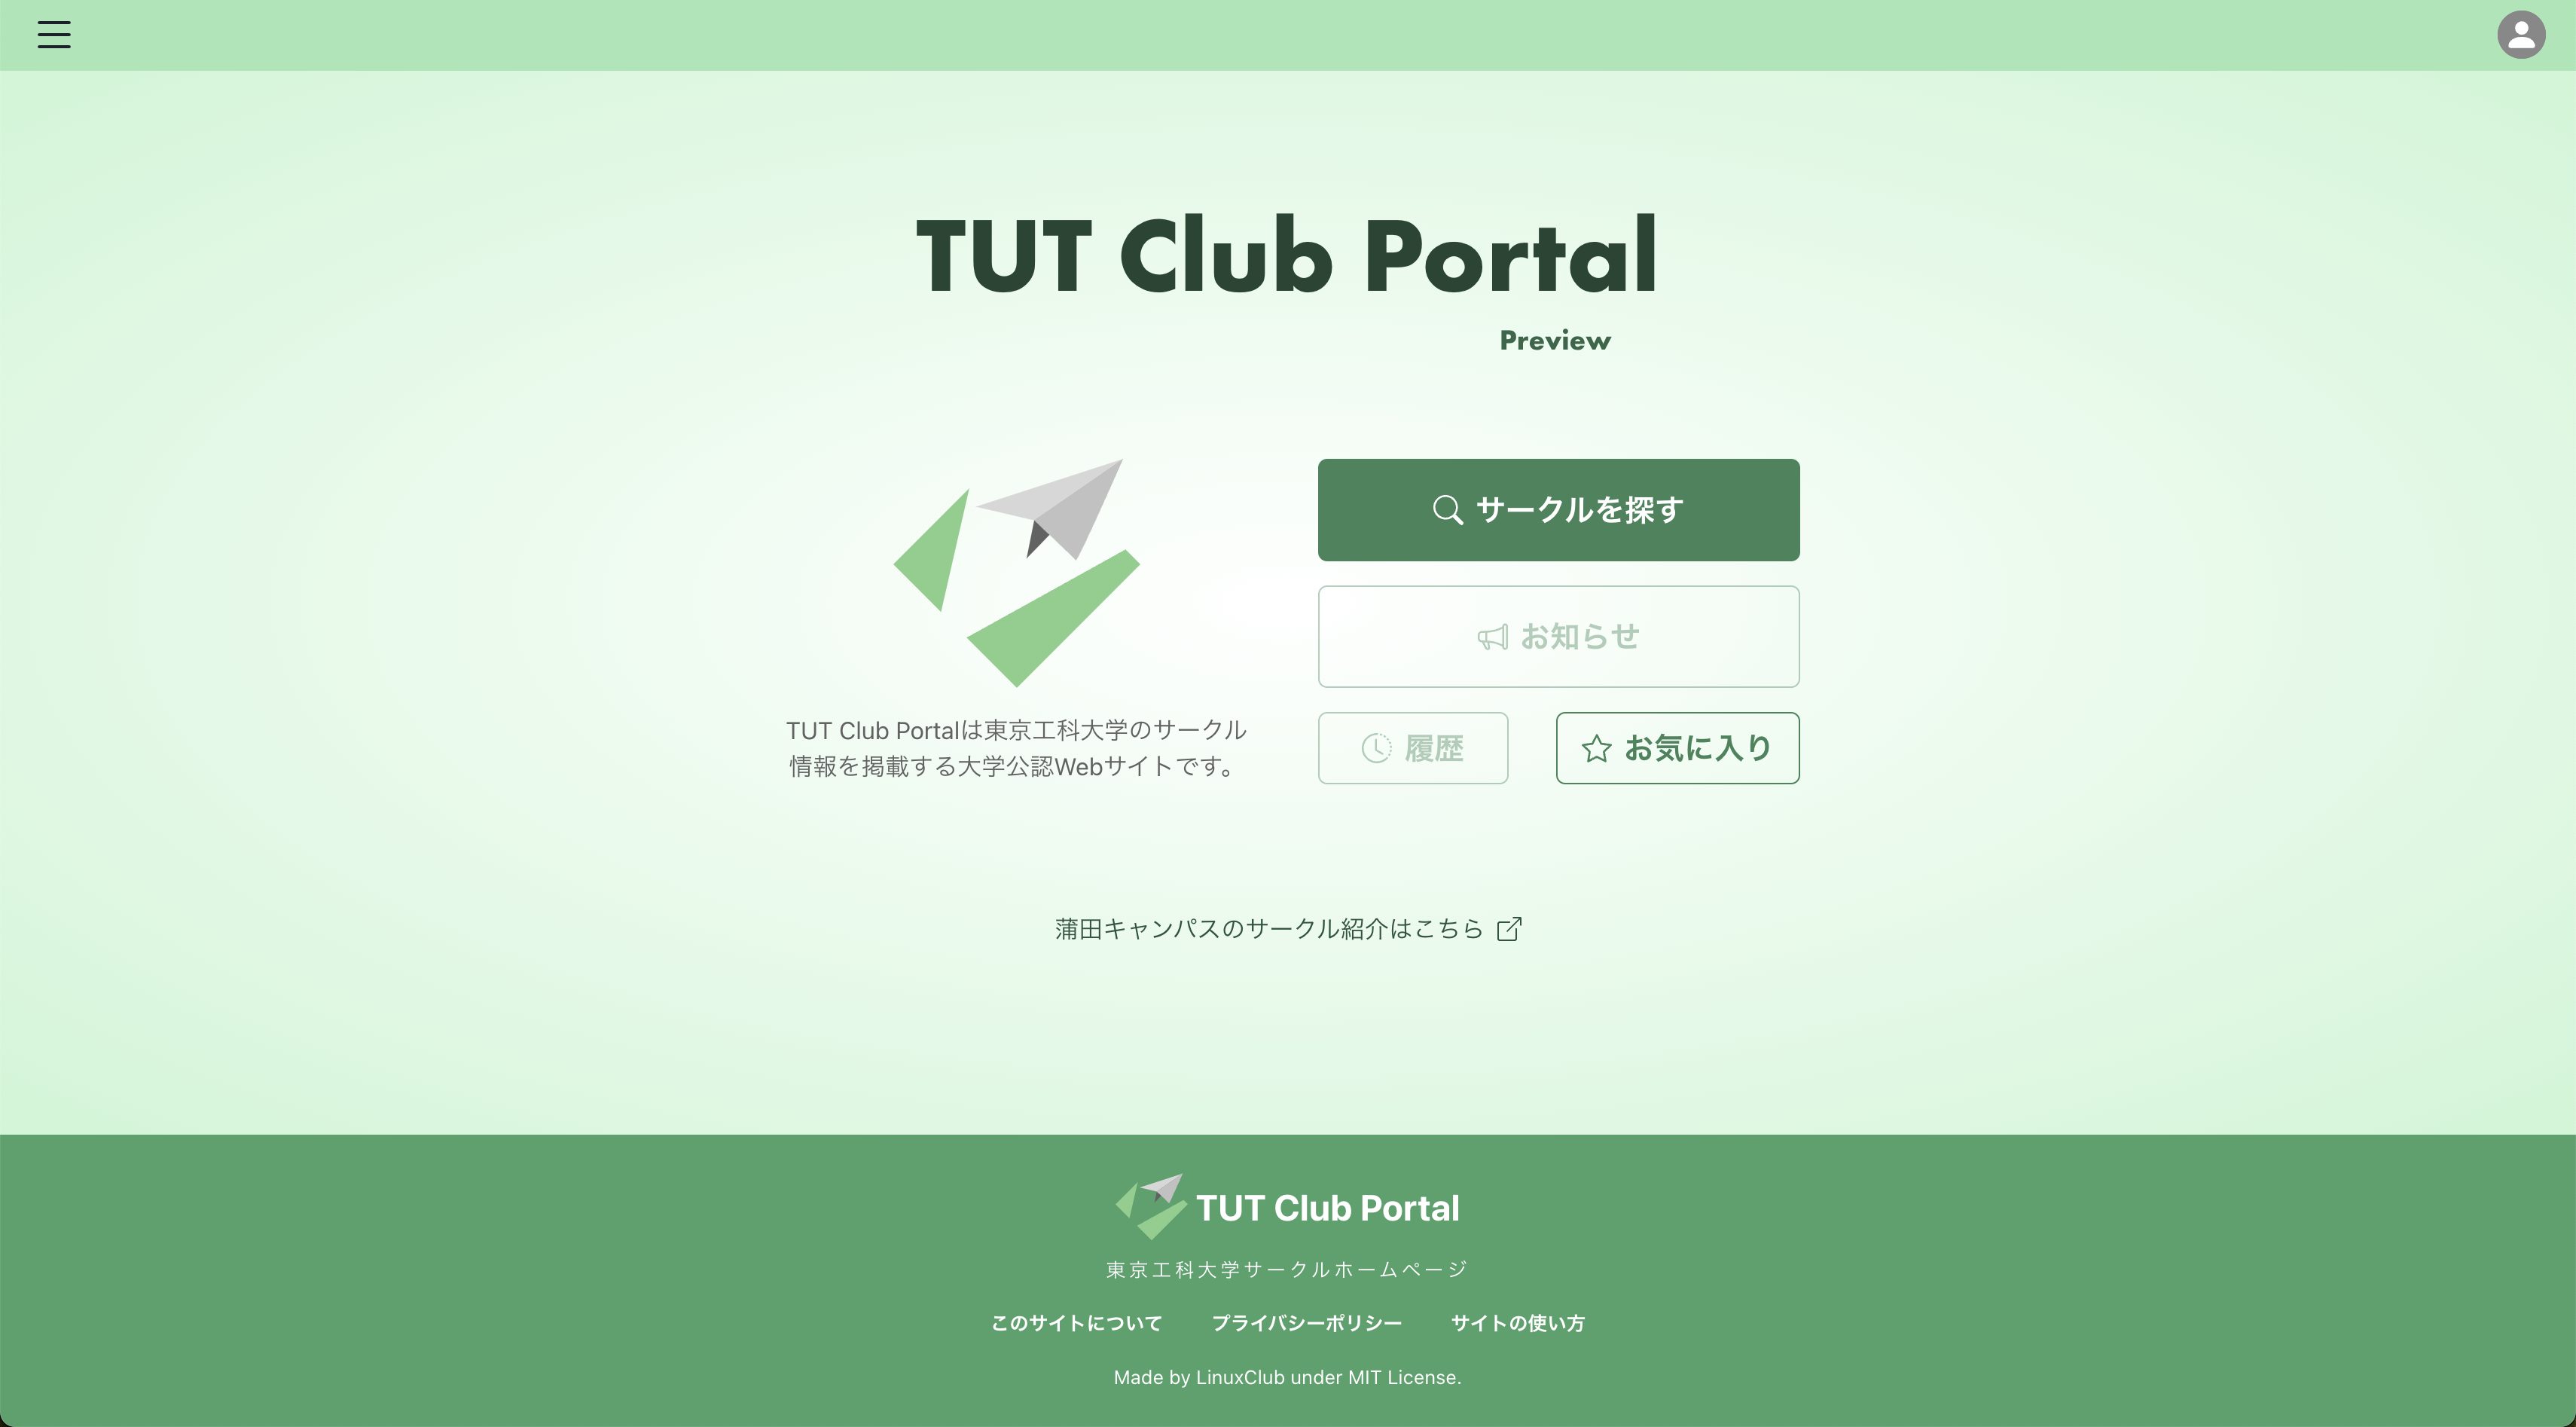 TUT Club Portal
Preview
サークルを探す
お知らせ
履歴
お気に入り
TUT Club Portalは東京工科大学のサークル
情報を掲載する大学公認Webサイトです。
蒲田キャンパスのサークル紹介はこちら
TUT Club Portal
東京工科大学サークルホームページ
このサイトについて
プライバシーポリシー
サイトの使い方
Made by LinuxClub under MIT License.